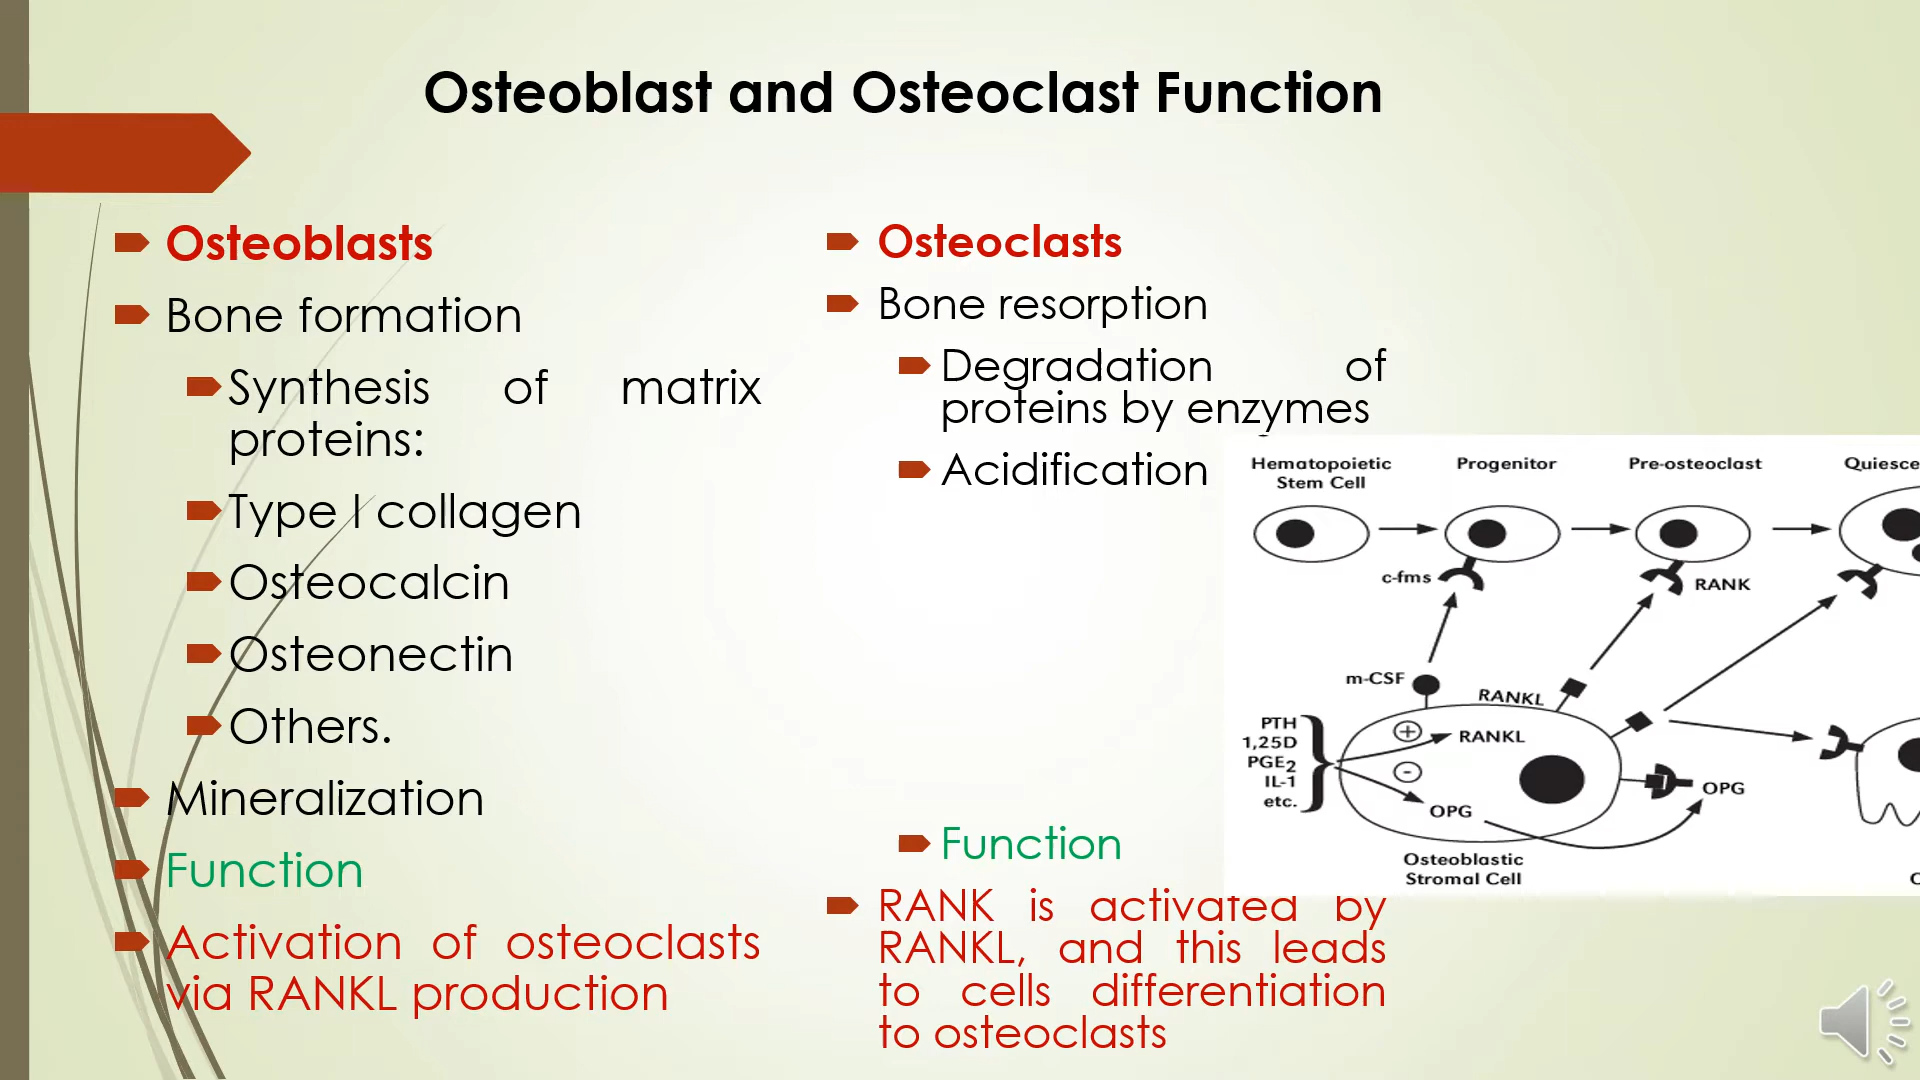 Osteoblast and Osteoclast Function
Osteoblasts
Bone formation
Synthesis of matrix
proteins:
Type I collagen
Osteocalcin
Osteonectin
Others.
Mineralization
Function
Activation of osteoclasts
via RANKL production
Osteoclasts
Bone resorption
Degradation of
proteins by enzymes
Acidification
Function
RANK is activated by
RANKL, and this leads
to cells differentiation
to osteoclasts
Hematopoietic
Stem Cell
Progenitor
Pre-osteoclast
Quiesce
c-fms
RANK
m-CSF
RANKL
PTH
1,25D
PGE2
IL-1
etc.
+
RANKL
-
OPG
OPG
Osteoblastic
Stromal Cell